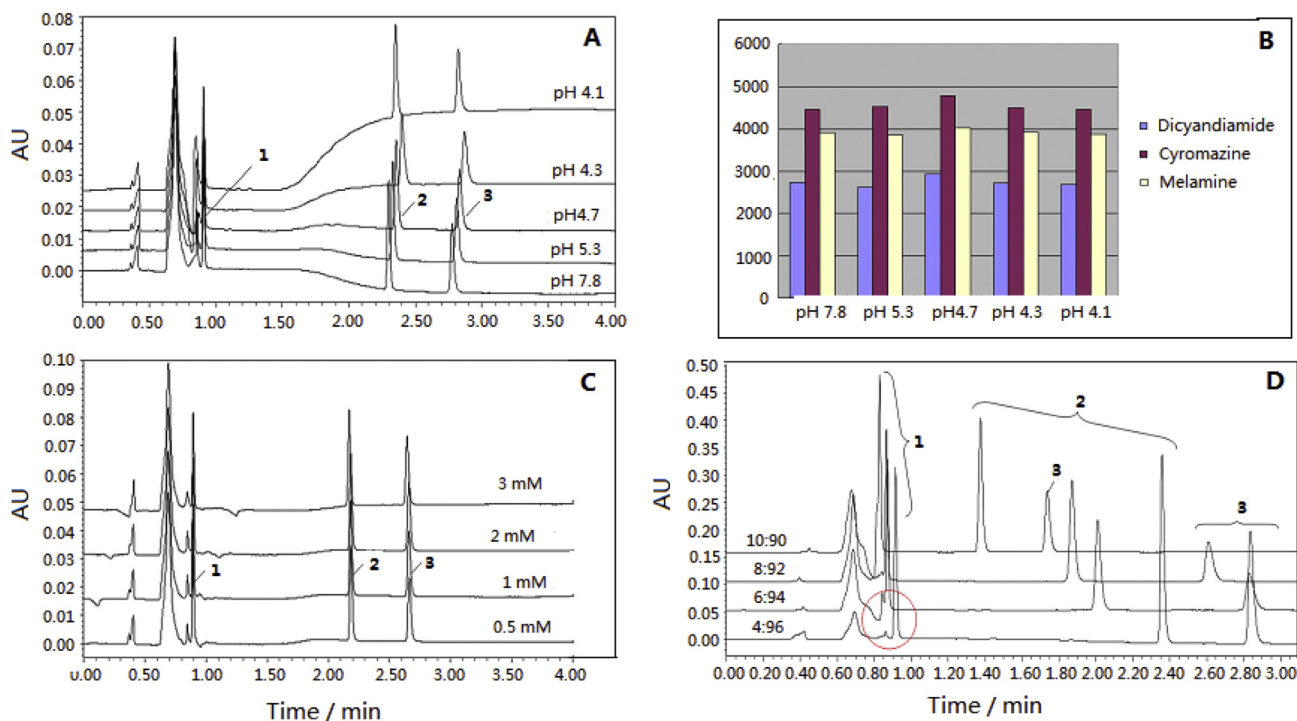 A
AU
0.08
0.07
0.06
0.05
0.04
0.03
0.02
0.01
0.00
pH 4.1
pH 4.3
pH4.7
pH 5.3
pH 7.8
1
2
3
0.00 0.50 1.00 1.50 2.00 2.50 3.00 3.50 4.00
B
6000
5000
4000
3000
2000
1000
0
pH 7.8 pH 5.3 pH4.7 pH 4.3 pH 4.1
Dicyandiamide
Cyromazine
Melamine
C
AU
0.10
0.09
0.08
0.07
0.06
0.05
0.04
0.03
0.02
0.01
0.00
3 mM
2 mM
1 mM
0.5 mM
1
2
3
0.00 0.50 1.00 1.50 2.00 2.50 3.00 3.50 4.00
Time / min
D
AU
0.50
0.45
0.40
0.35
0.30
0.25
0.20
0.15
0.10
0.05
0.00
10:90
8:92
6:94
4:96
1
2
3
3
0.00 0.20 0.40 0.60 0.80 1.00 1.20 1.40 1.60 1.80 2.00 2.20 2.40 2.60 2.80 3.00
Time / min